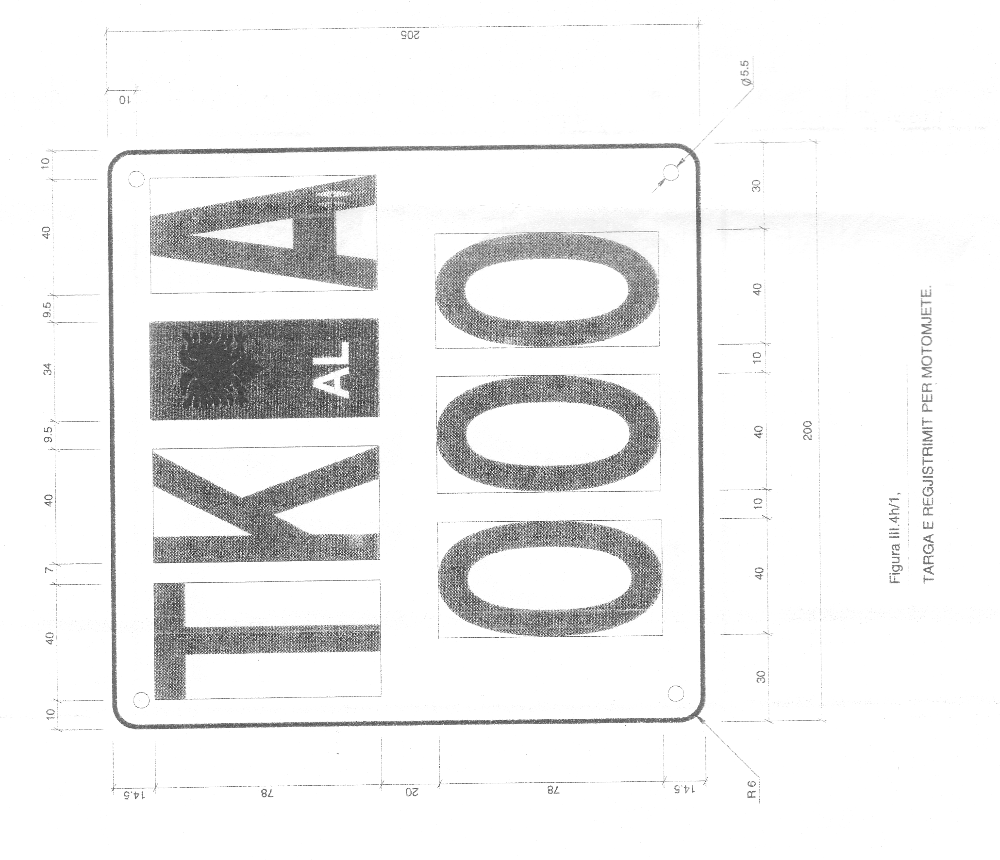 10 40 7 40 9.5 34 9.5 40 10
205
10
Ø5.5
TK AL A
000
14.5
78
20
78
14.5
30 40 10 40 10 40 30
200
R 6
Figura III.4h/1,
TARGA E REGJISTRIMIT PER MOTOMJETE.